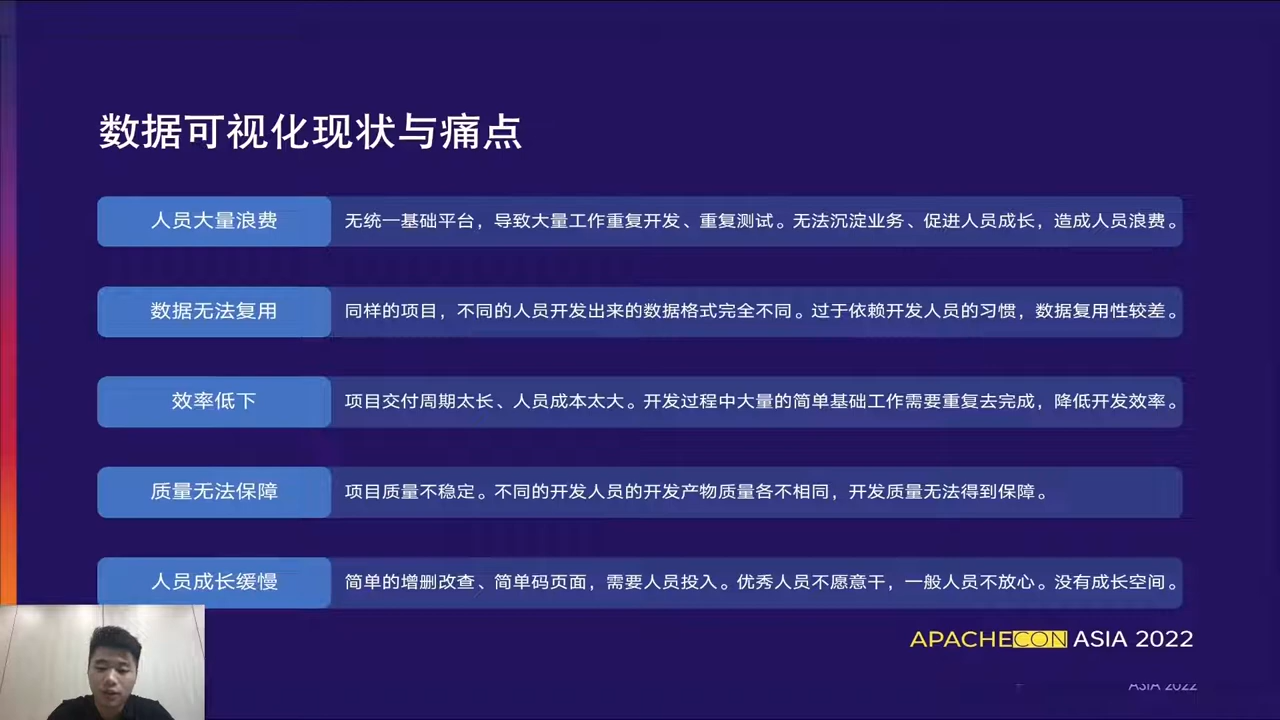 数据可视化现状与痛点
人员大量浪费
无统一基础平台，导致大量工作重复开发、重复测试。无法沉淀业务、促进人员成长，造成人员浪费。
数据无法复用
同样的项目，不同的人员开发出来的数据格式完全不同。过于依赖开发人员的习惯，数据复用性较差。
效率低下
项目交付周期太长、人员成本太大。开发过程中大量的简单基础工作需要重复去完成，降低开发效率。
质量无法保障
项目质量不稳定。不同的开发人员的开发产物质量各不相同，开发质量无法得到保障。
人员成长缓慢
简单的增删改查、简单码页面，需要人员投入。优秀人员不愿意干，一般人员不放心。没有成长空间。
APACHECON ASIA 2022
ASIA 2022